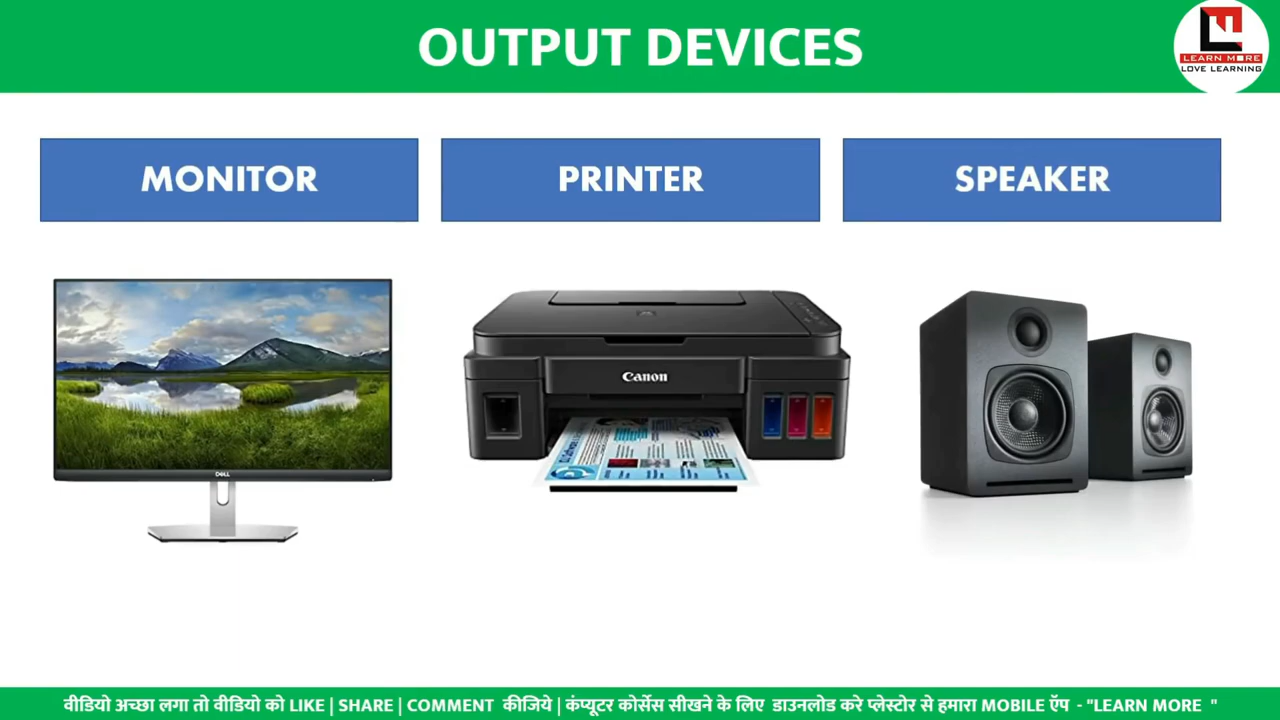 OUTPUT DEVICES
LEARN MORE
LOVE LEARNING
MONITOR
PRINTER
SPEAKER
DELL
Canon
वीडियो अच्छा लगा तो वीडियो को LIKE | SHARE | COMMENT कीजिये | कंप्यूटर कोर्सेस सीखने के लिए डाउनलोड करे प्लेस्टोर से हमारा MOBILE ऍप - "LEARN MORE "